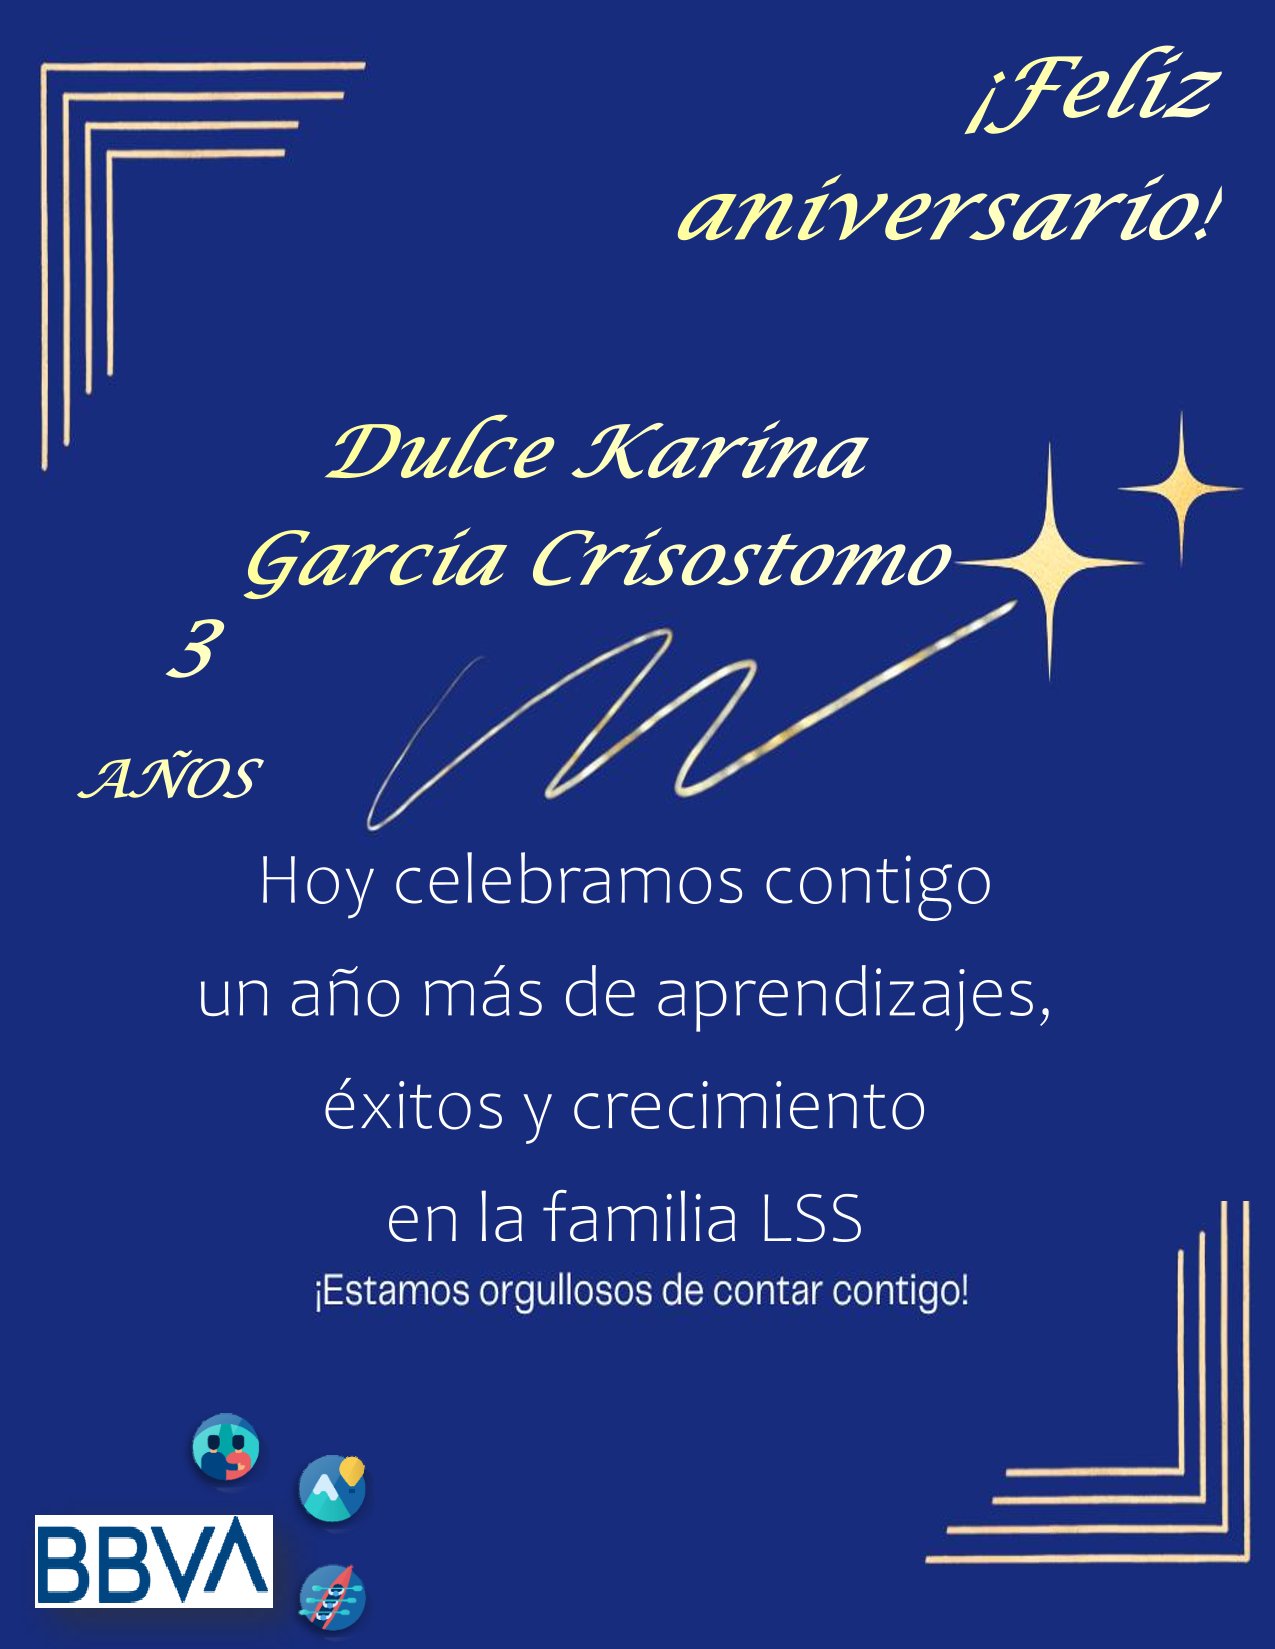 ¡Feliz
aniversario!
Dulce Karina
García Crisostomo
3
AÑOS
Hoy celebramos contigo
un año más de aprendizajes,
éxitos y crecimiento
en la familia LSS
¡Estamos orgullosos de contar contigo!
BBVA